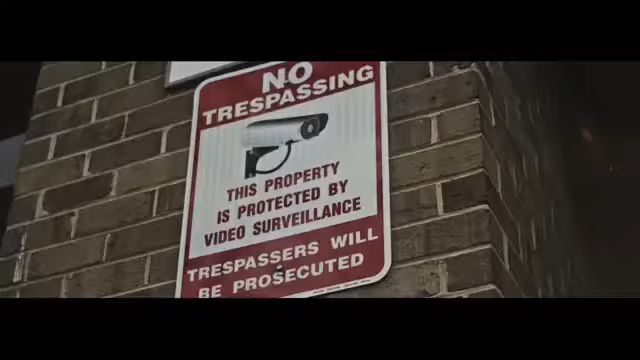 NO
TRESPASSING
THIS PROPERTY
IS PROTECTED BY
VIDEO SURVEILLANCE
TRESPASSERS WILL
BE PROSECUTED